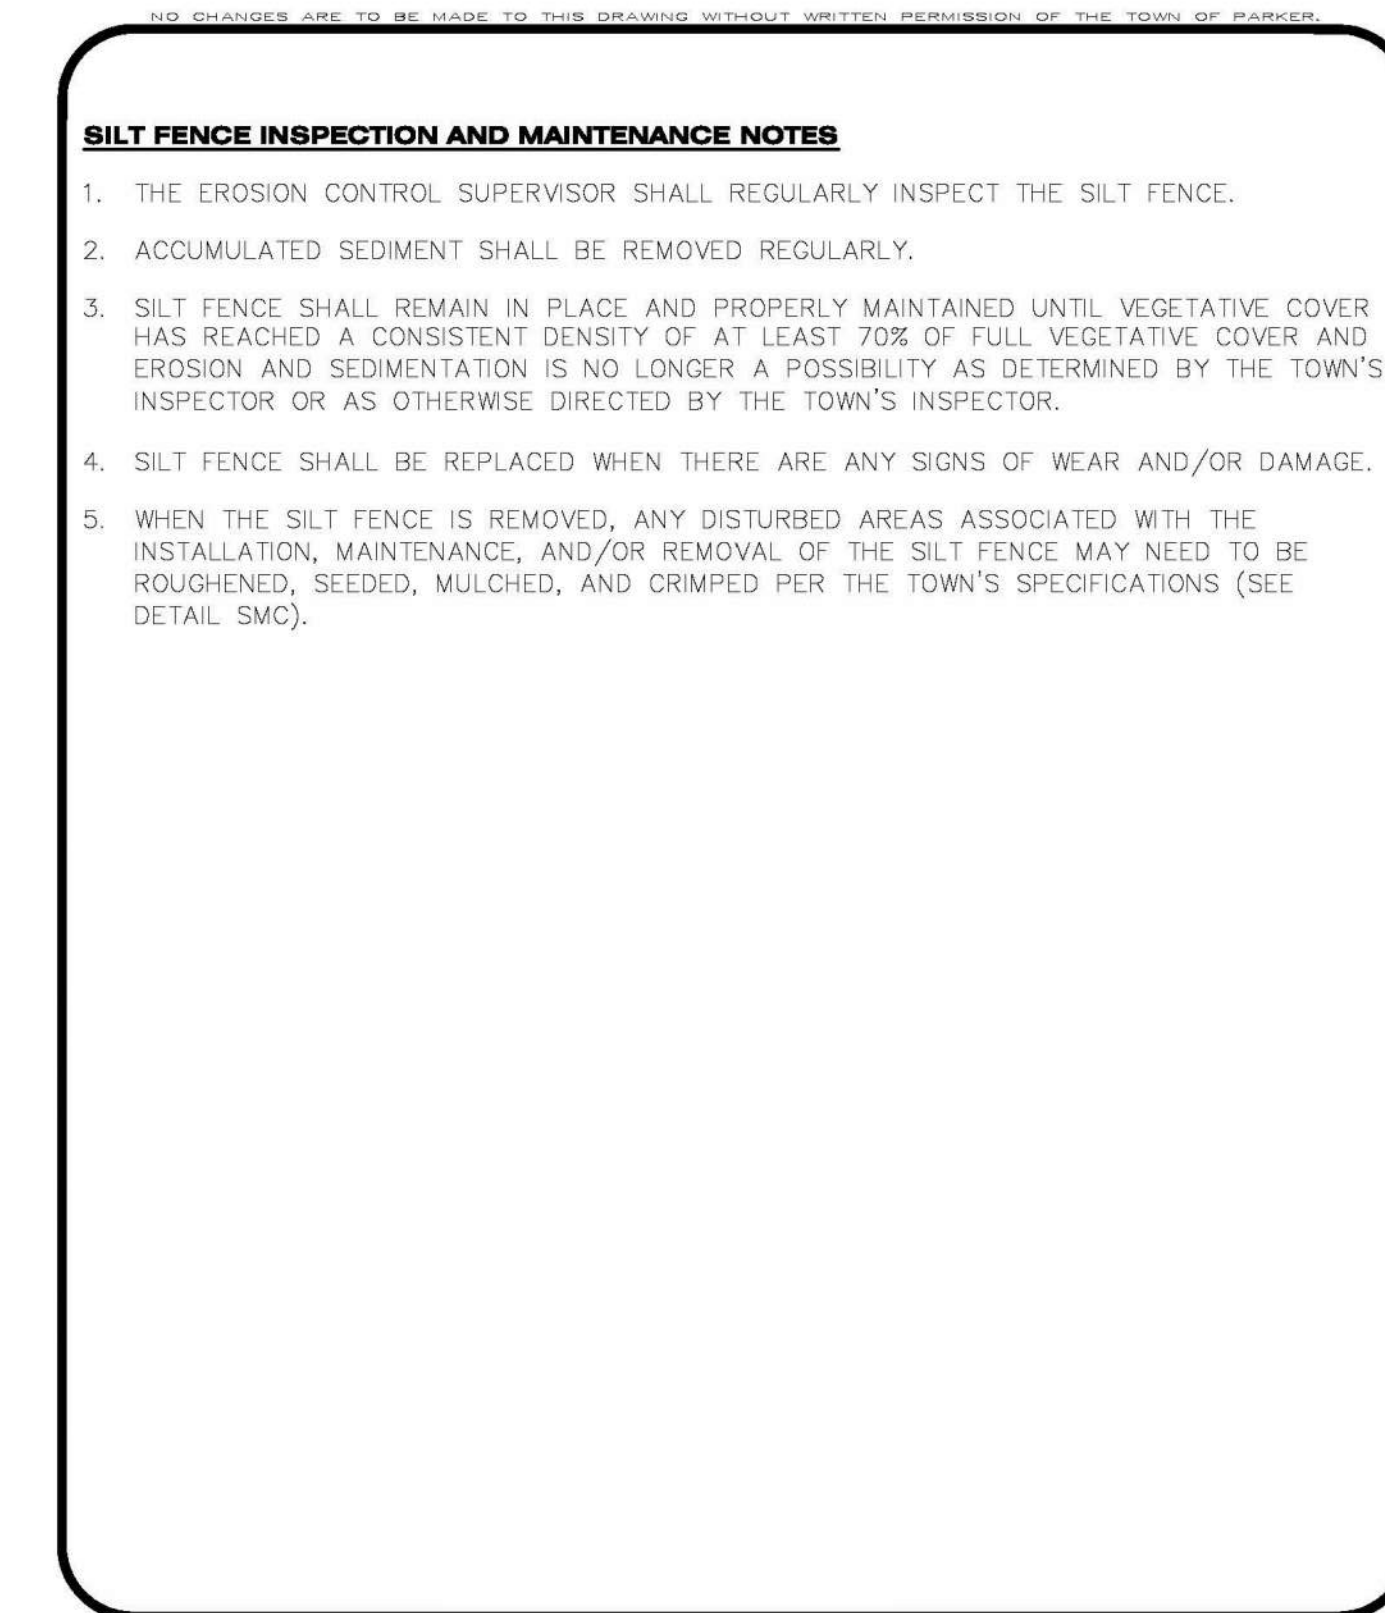 NO CHANGES ARE TO BE MADE TO THIS DRAWING WITHOUT WRITTEN PERMISSION OF THE TOWN OF PARKER.
SILT FENCE INSPECTION AND MAINTENANCE NOTES
1. THE EROSION CONTROL SUPERVISOR SHALL REGULARLY INSPECT THE SILT FENCE.
2. ACCUMULATED SEDIMENT SHALL BE REMOVED REGULARLY.
3. SILT FENCE SHALL REMAIN IN PLACE AND PROPERLY MAINTAINED UNTIL VEGETATIVE COVER
HAS REACHED A CONSISTENT DENSITY OF AT LEAST 70% OF FULL VEGETATIVE COVER AND
EROSION AND SEDIMENTATION IS NO LONGER A POSSIBILITY AS DETERMINED BY THE TOWN'S
INSPECTOR OR AS OTHERWISE DIRECTED BY THE TOWN'S INSPECTOR.
4. SILT FENCE SHALL BE REPLACED WHEN THERE ARE ANY SIGNS OF WEAR AND/OR DAMAGE.
5. WHEN THE SILT FENCE IS REMOVED, ANY DISTURBED AREAS ASSOCIATED WITH THE
INSTALLATION, MAINTENANCE, AND/OR REMOVAL OF THE SILT FENCE MAY NEED TO BE
ROUGHENED, SEEDED, MULCHED, AND CRIMPED PER THE TOWN'S SPECIFICATIONS (SEE
DETAIL SMC).